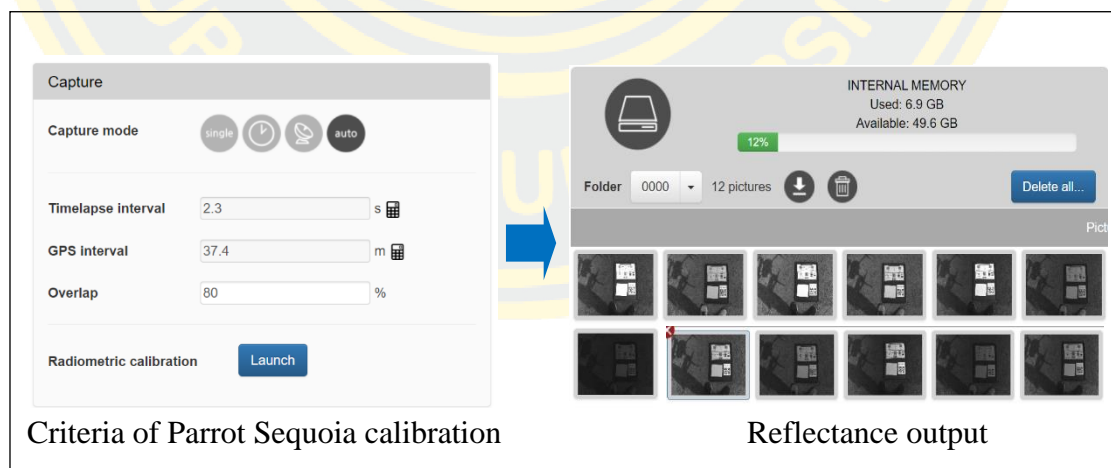 Capture
Capture mode single auto
Timelapse interval 2.3 s
GPS interval 37.4 m
Overlap 80 %
Radiometric calibration Launch
Criteria of Parrot Sequoia calibration
INTERNAL MEMORY
Used: 6.9 GB
Available: 49.6 GB
12%
Folder 0000 12 pictures Delete all...
Reflectance output